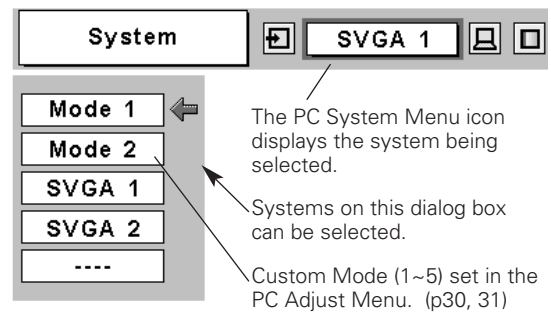 System
SVGA 1
Mode 1
Mode 2
SVGA 1
SVGA 2
----
The PC System Menu icon
displays the system being
selected.
Systems on this dialog box
can be selected.
Custom Mode (1~5) set in the
PC Adjust Menu. (p30, 31)